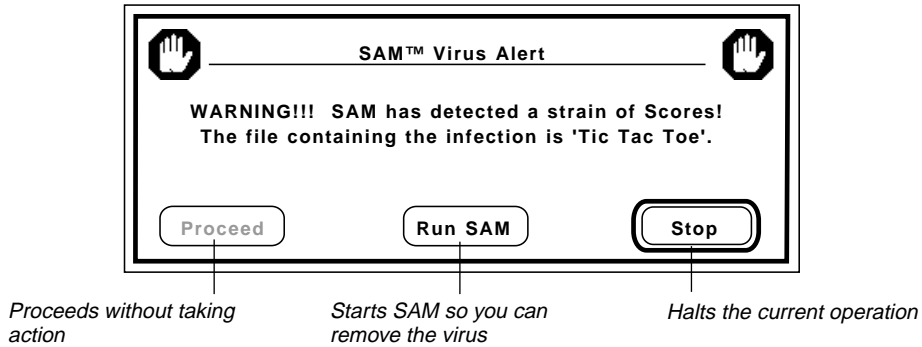 SAM™ Virus Alert
WARNING!!! SAM has detected a strain of Scores!
The file containing the infection is 'Tic Tac Toe'.
Proceed
Run SAM
Stop
Proceeds without taking
action
Starts SAM so you can
remove the virus
Halts the current operation